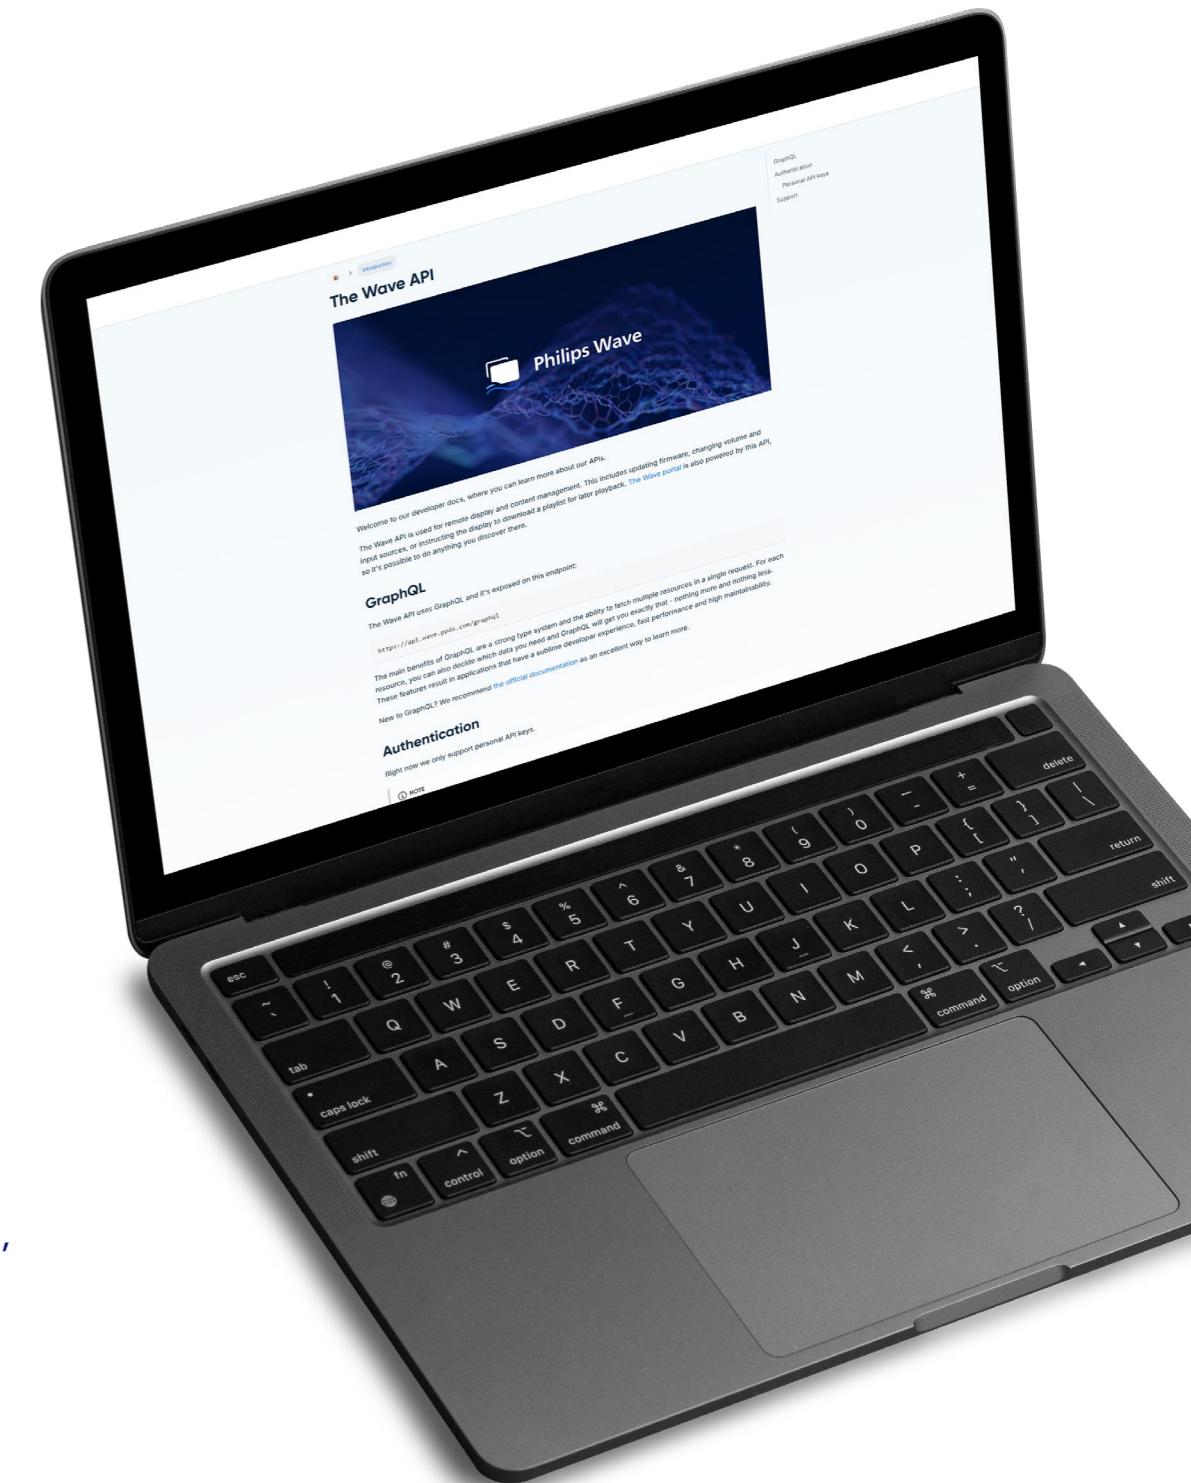 GraphQL
Authentication
Personal API keys
Support
Introduction
The Wave API
Philips Wave
Welcome to our developer docs, where you can learn more about our APIs.
The Wave API is used for remote display and content management. This includes updating firmware, changing volume and
input sources, or instructing the display to download a playlist for later playback. The Wave portal is also powered by this API,
so it's possible to do anything you discover there.
GraphQL
The Wave API uses GraphQL and it's exposed on this endpoint:
https://api.wave.ppds.com/graphql
The main benefits of GraphQL are a strong type system and the ability to fetch multiple resources in a single request. For each
resource, you can also decide which data you need and GraphQL will get you exactly that - nothing more and nothing less.
These features result in applications that have a sublime developer experience, fast performance and high maintainability.
New to GraphQL? We recommend the official documentation as an excellent way to learn more.
Authentication
Right now we only support personal API keys.
NOTE
esc
~ ` ! 1 @ 2 # 3 $ 4 % 5 ^ 6 & 7 * 8 ( 9 ) 0 _ - + = delete
tab Q W E R T Y U I O P { [ } ] | \
caps lock A S D F G H J K L : ; " ' return
shift Z X C V B N M < , > . ? / shift
fn control option command command option
,